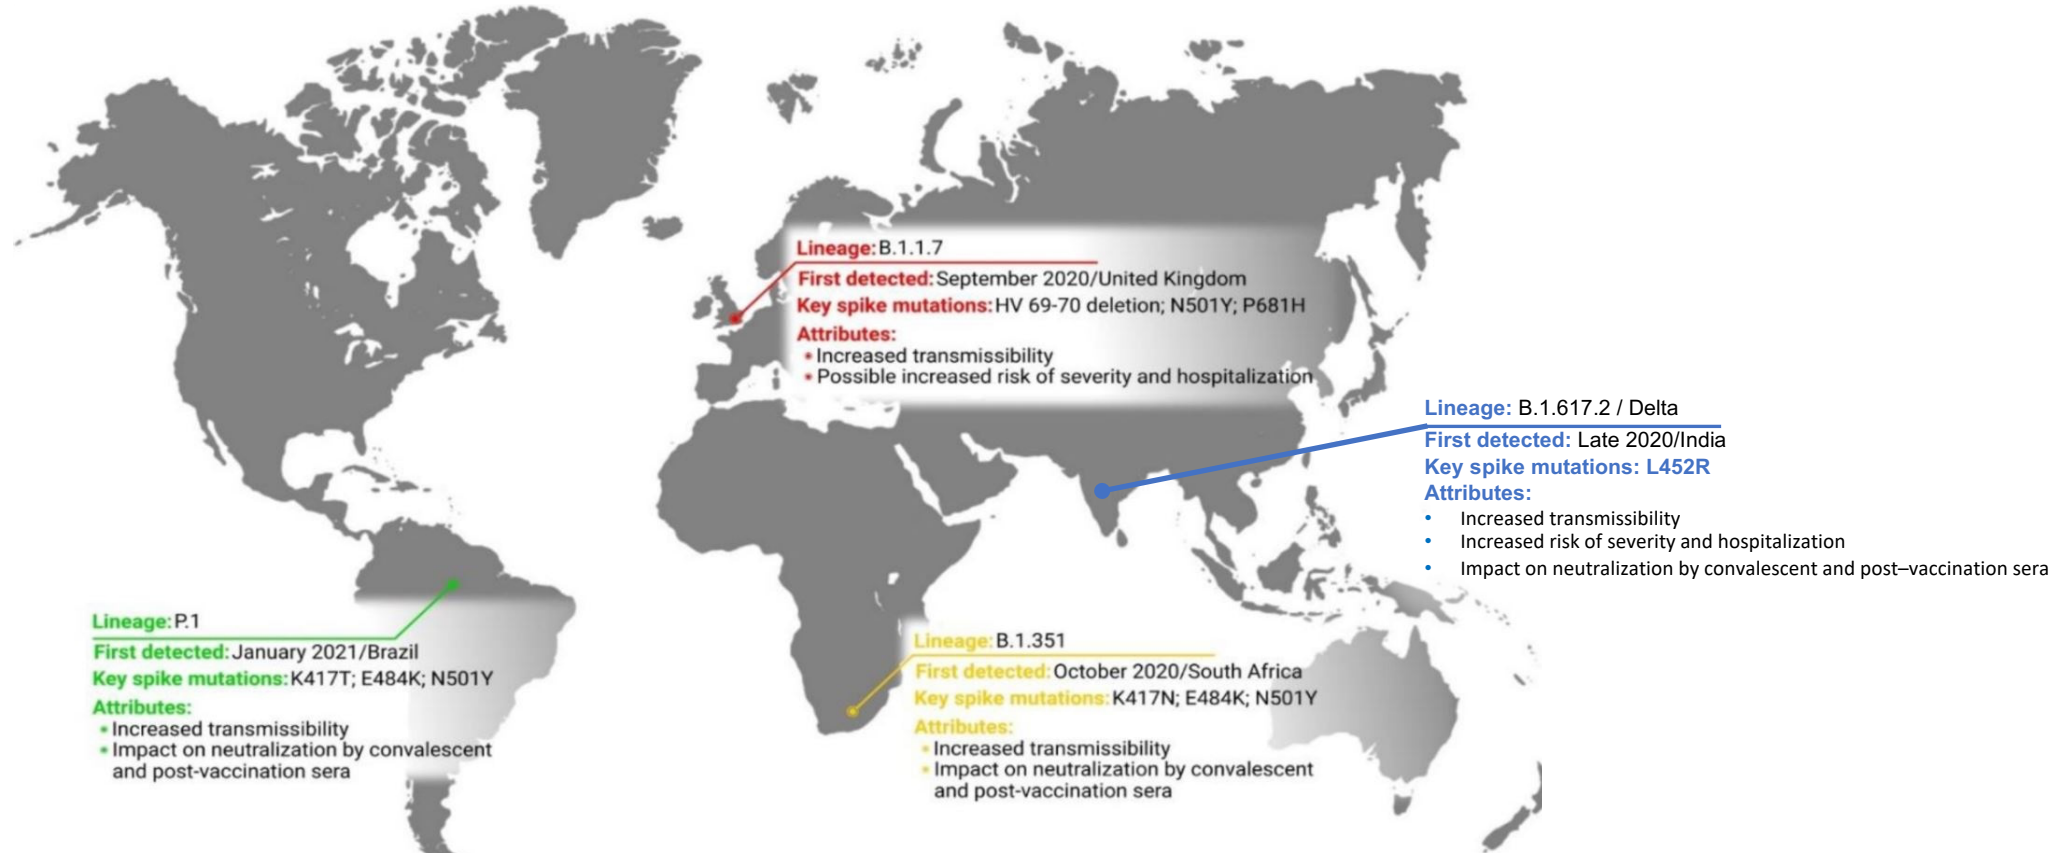 Lineage: B.1.1.7
First detected: September 2020/United Kingdom
Key spike mutations: HV 69-70 deletion; N501Y; P681H
Attributes:
• Increased transmissibility
• Possible increased risk of severity and hospitalization
Lineage: B.1.617.2 / Delta
First detected: Late 2020/India
Key spike mutations: L452R
Attributes:
• Increased transmissibility
• Increased risk of severity and hospitalization
• Impact on neutralization by convalescent and post–vaccination sera
Lineage: P.1
First detected: January 2021/Brazil
Key spike mutations: K417T; E484K; N501Y
Attributes:
• Increased transmissibility
• Impact on neutralization by convalescent
and post-vaccination sera
Lineage: B.1.351
First detected: October 2020/South Africa
Key spike mutations: K417N; E484K; N501Y
Attributes:
• Increased transmissibility
• Impact on neutralization by convalescent
and post-vaccination sera